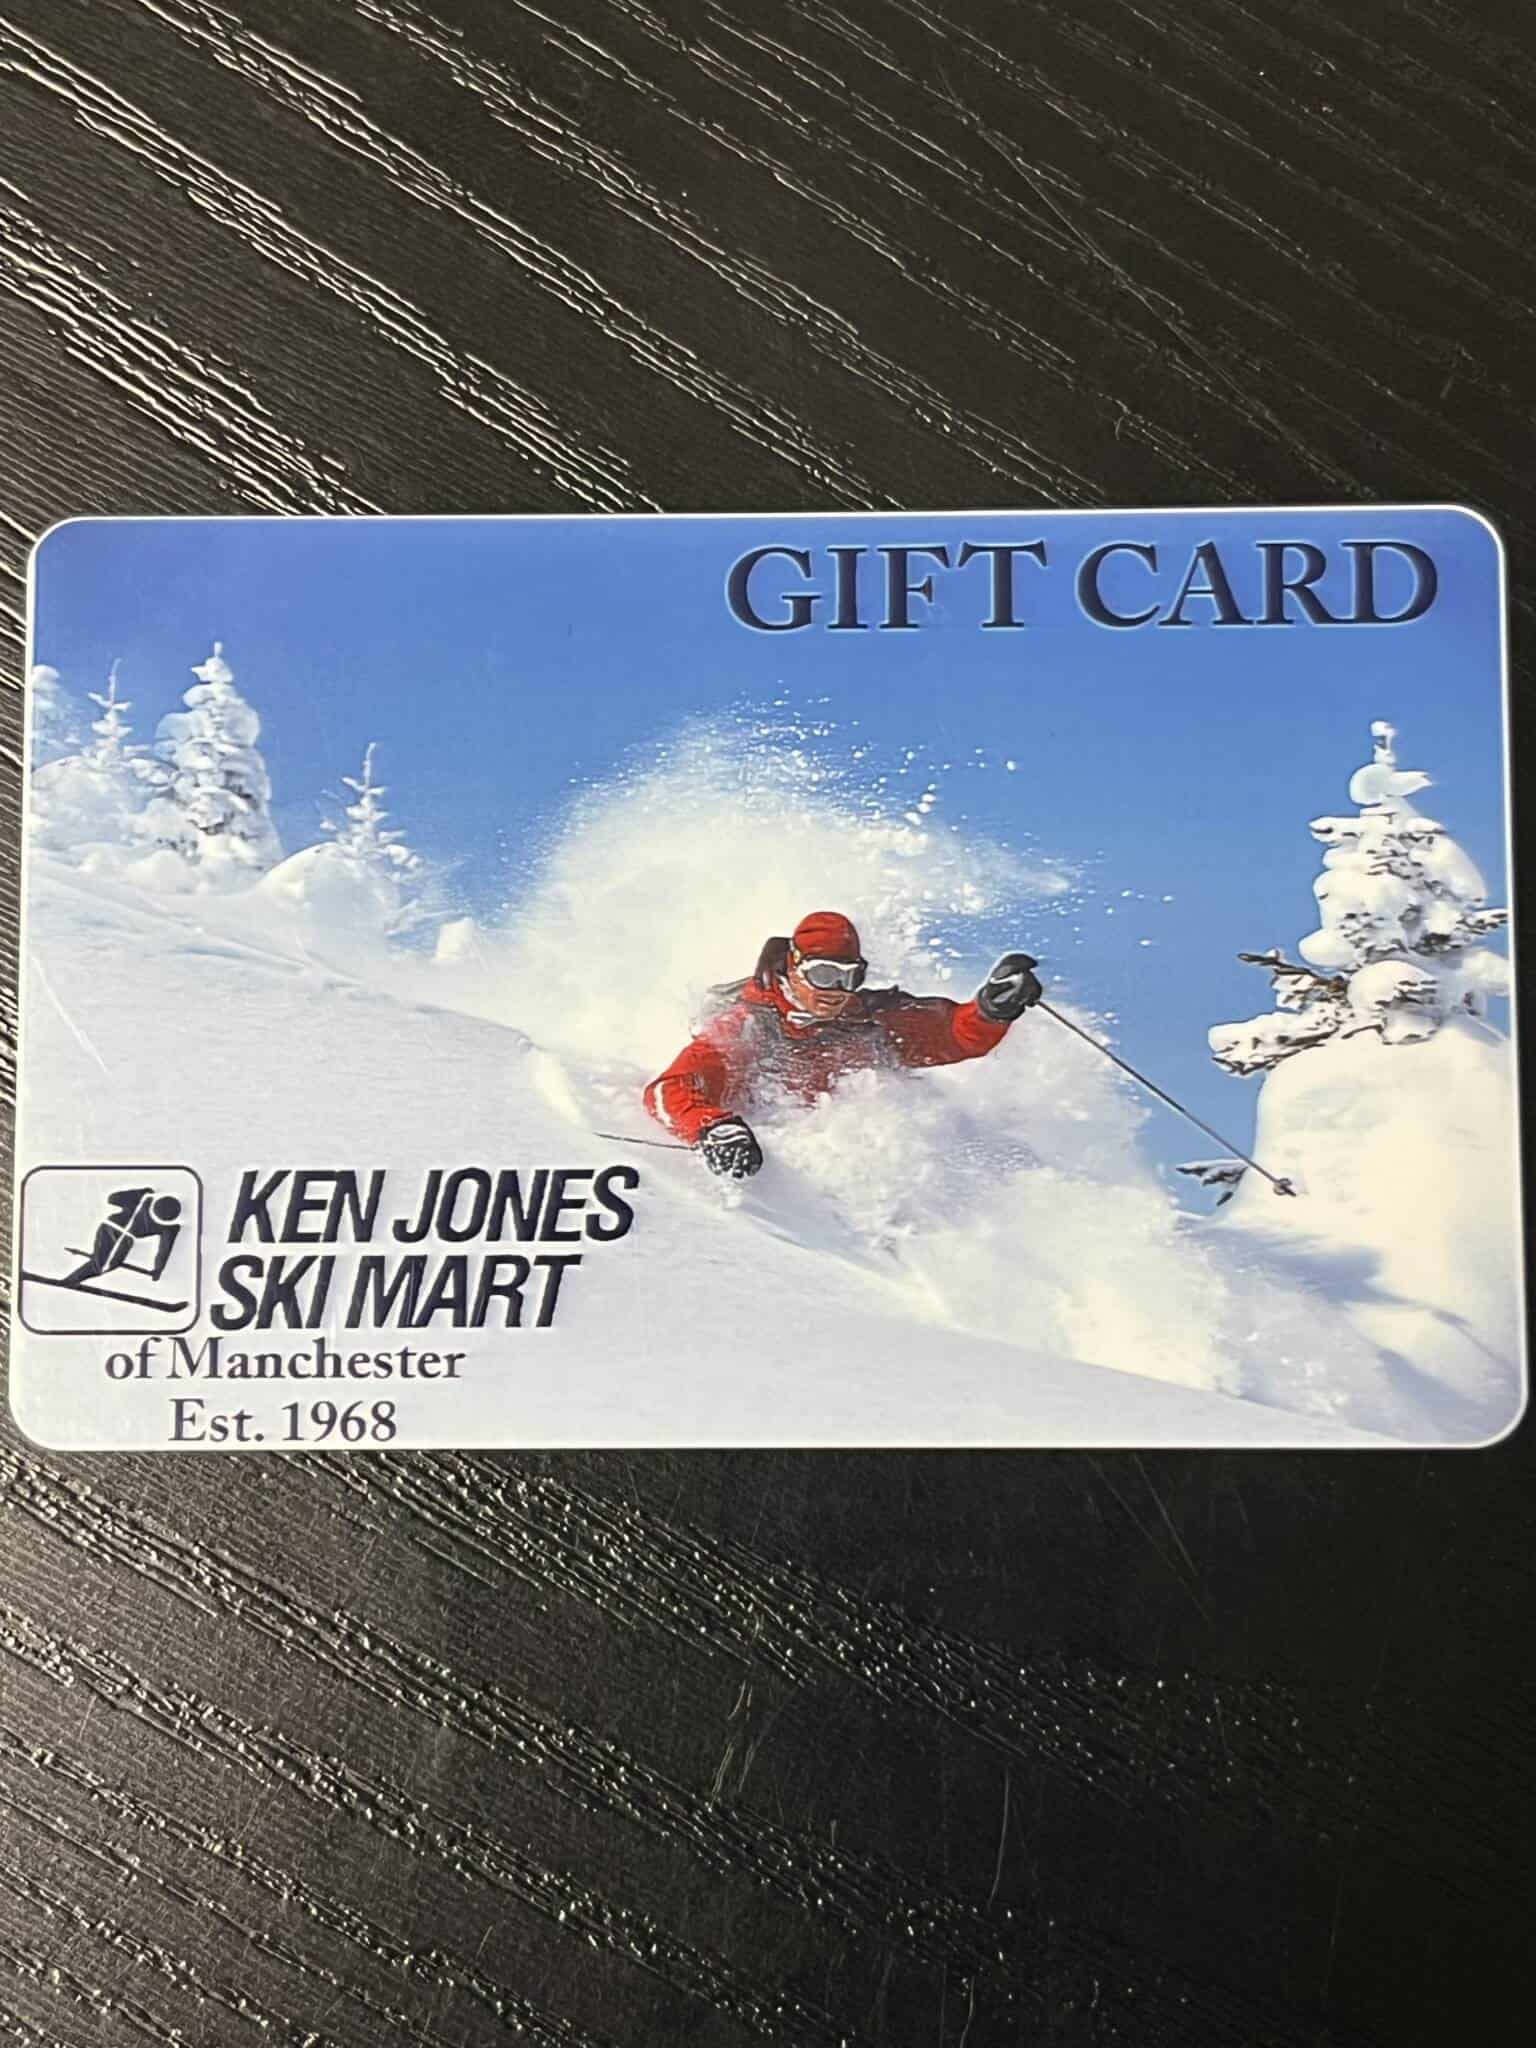 GIFT CARD
KEN JONES
SKI MART
of Manchester
Est. 1968